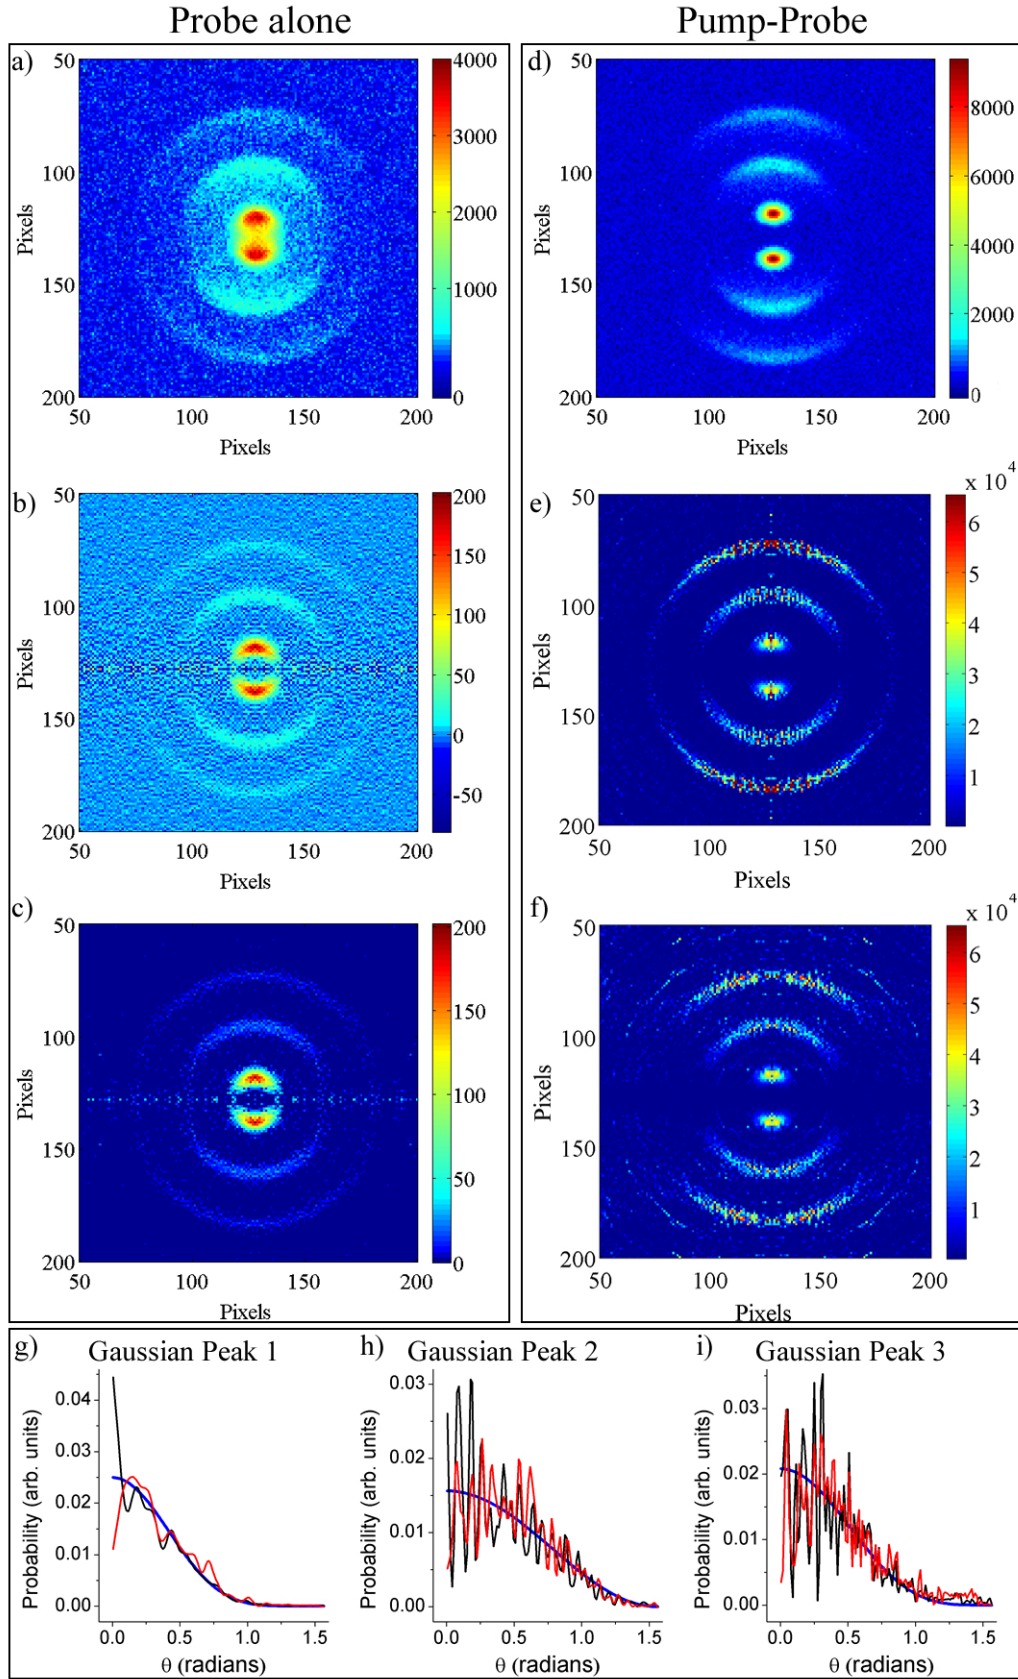 Probe alone
Pump-Probe
a)
50
100
150
200
Pixels
50 100 150 200
Pixels
4000
3000
2000
1000
0
d)
50
100
150
200
Pixels
50 100 150 200
Pixels
8000
6000
4000
2000
0
b)
50
100
150
200
Pixels
50 100 150 200
Pixels
200
150
100
50
0
-50
e)
50
100
150
200
Pixels
50 100 150 200
Pixels
x 10^4
6
5
4
3
2
1
c)
50
100
150
200
Pixels
50 100 150 200
Pixels
200
150
100
50
0
f)
50
100
150
200
Pixels
50 100 150 200
Pixels
x 10^4
6
5
4
3
2
1
g) Gaussian Peak 1
Probability (arb. units)
0.04
0.03
0.02
0.01
0.00
0.0 0.5 1.0 1.5
θ (radians)
h) Gaussian Peak 2
Probability (arb. units)
0.03
0.02
0.01
0.00
0.0 0.5 1.0 1.5
θ (radians)
i) Gaussian Peak 3
Probability (arb. units)
0.03
0.02
0.01
0.00
0.0 0.5 1.0 1.5
θ (radians)